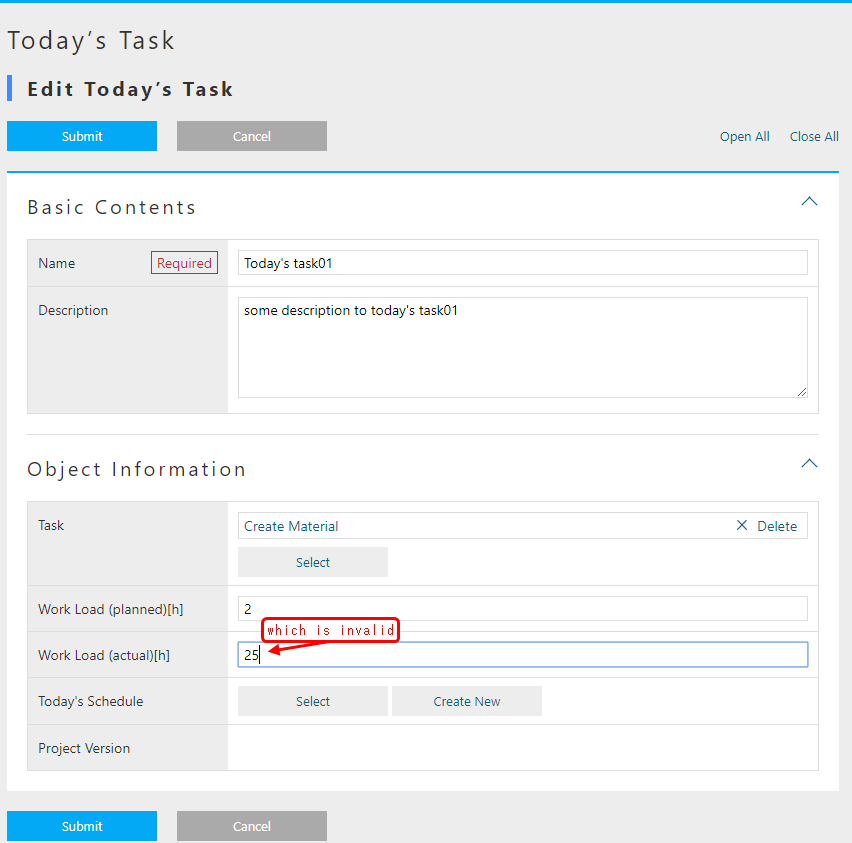 Today's Task
Edit Today's Task
Submit Cancel Open All Close All
Basic Contents
Name Required Today's task01
Description some description to today's task01
Object Information
Task Create Material Delete
Select
Work Load (planned)[h] 2
which is invalid
Work Load (actual)[h] 25
Today's Schedule Select Create New
Project Version
Submit Cancel